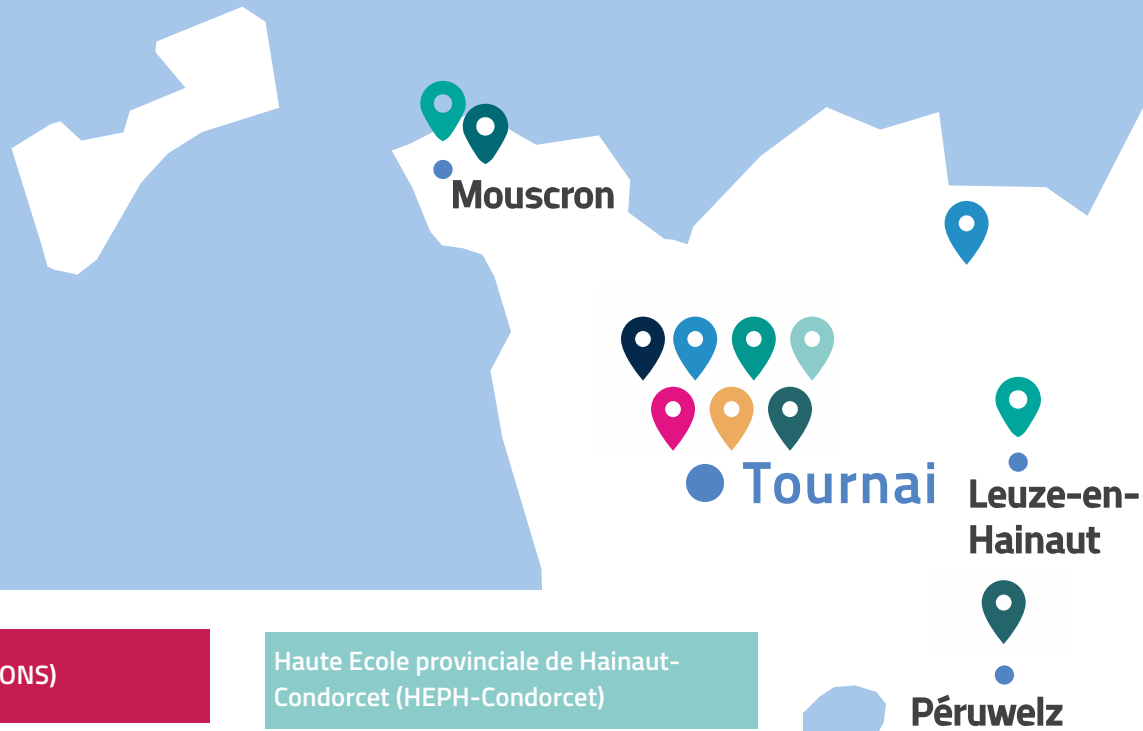 Mouscron
Tournai
Leuze-en-
Hainaut
Péruwelz
ONS)
Haute Ecole provinciale de Hainaut-
Condorcet (HEPH-Condorcet)